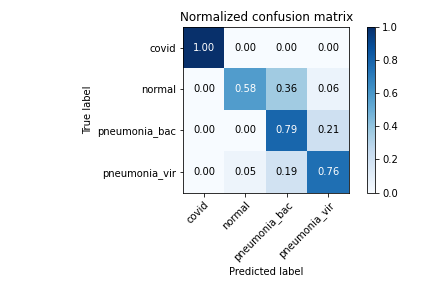 Normalized confusion matrix
True label
covid
normal
pneumonia_bac
pneumonia_vir
1.00 0.00 0.00 0.00
0.00 0.58 0.36 0.06
0.00 0.00 0.79 0.21
0.00 0.05 0.19 0.76
covid
normal
pneumonia_bac
pneumonia_vir
Predicted label
1.0
0.8
0.6
0.4
0.2
0.0